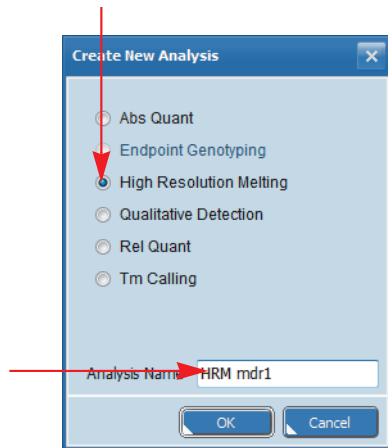 Create New Analysis
Abs Quant
Endpoint Genotyping
High Resolution Melting
Qualitative Detection
Rel Quant
Tm Calling
Analysis Name HRM mdr1
OK Cancel